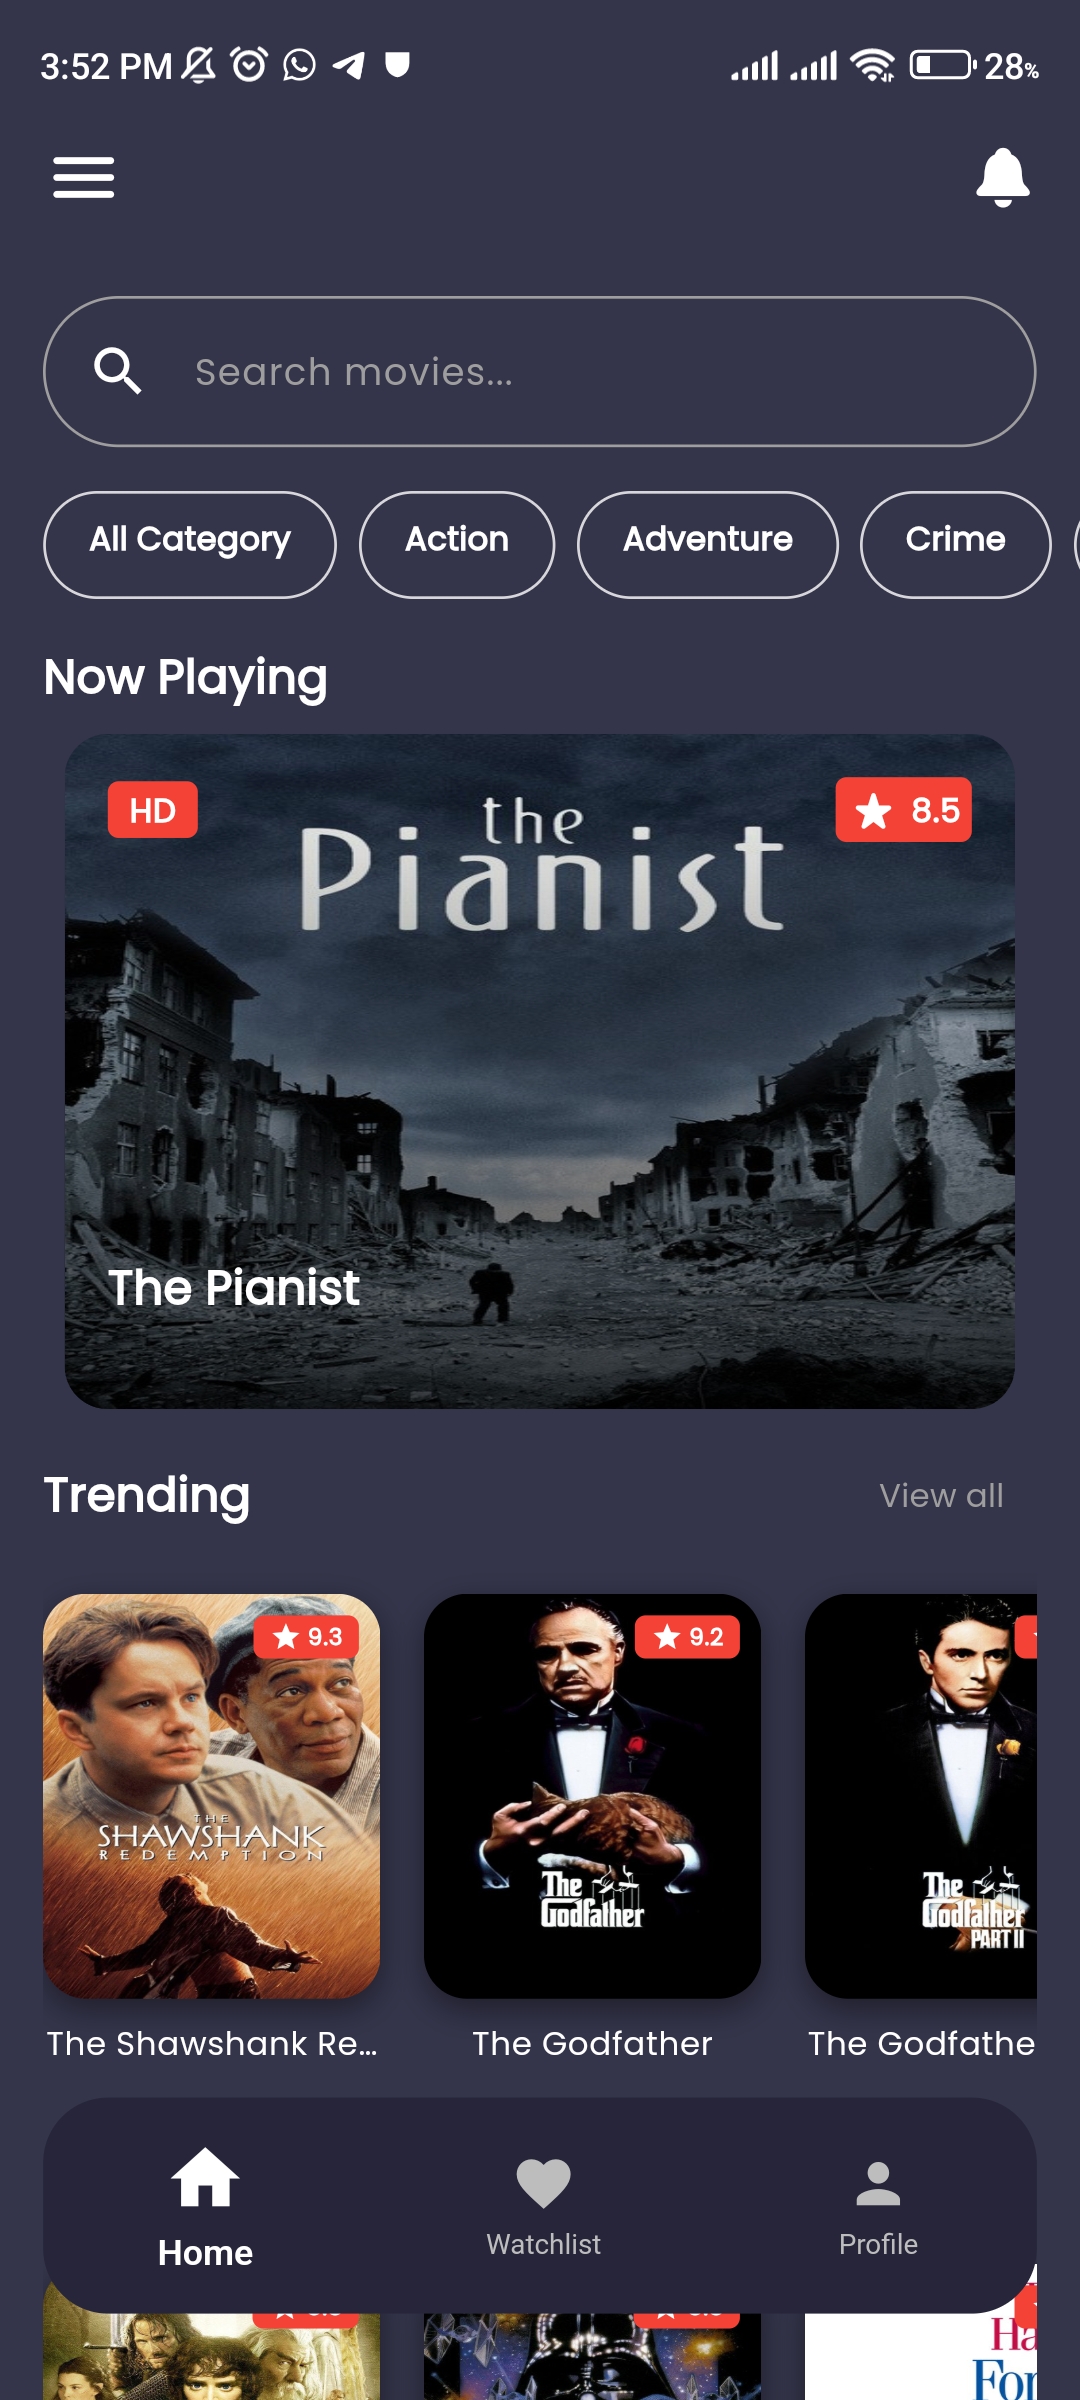 3:52 PM 28%
Search movies...
All Category Action Adventure Crime
Now Playing
HD 8.5
the
Pianist
The Pianist
Trending View all
9.3 9.2
THE
SHAWSHANK
REDEMPTION
The
Godfather
The
Godfather
PART II
The Shawshank Re... The Godfather The Godfathe
Home Watchlist Profile
Ha
For